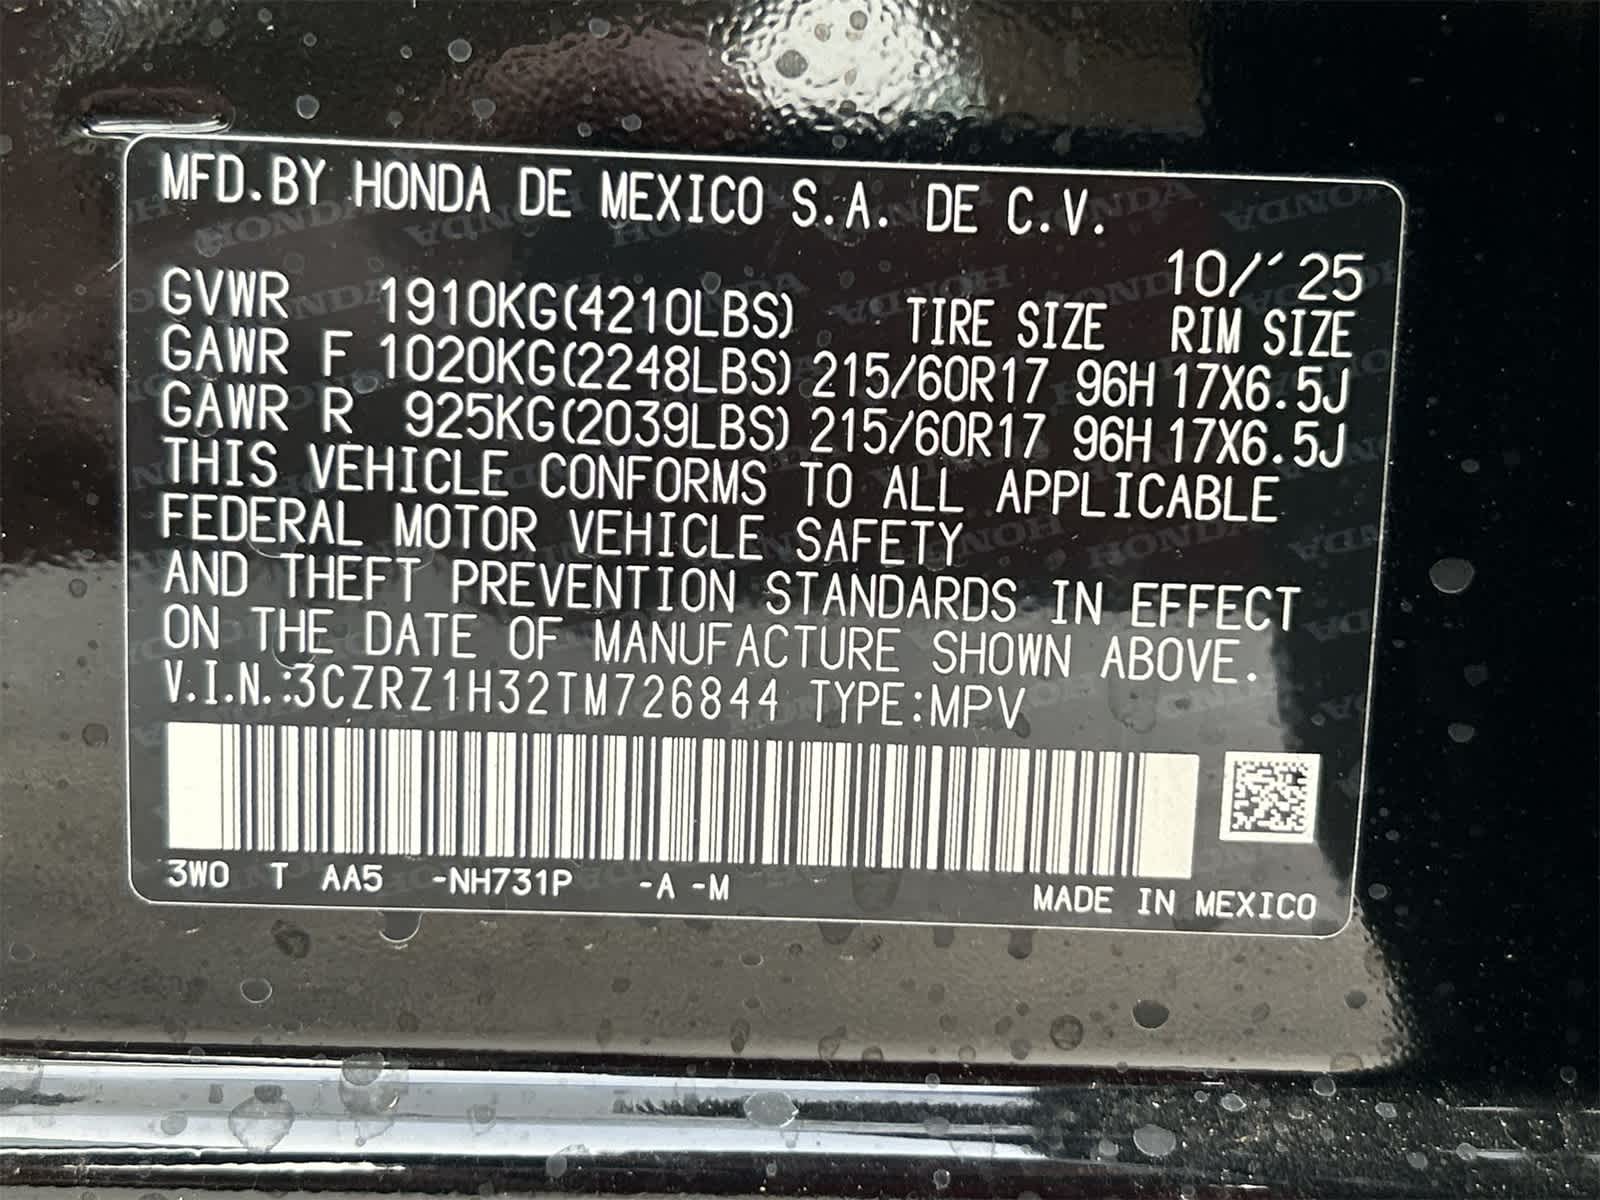 MFD.BY HONDA DE MEXICO S.A. DE C.V.
10/´25
GVWR 1910KG(4210LBS) TIRE SIZE RIM SIZE
GAWR F 1020KG(2248LBS) 215/60R17 96H 17X6.5J
GAWR R 925KG(2039LBS) 215/60R17 96H 17X6.5J
THIS VEHICLE CONFORMS TO ALL APPLICABLE
FEDERAL MOTOR VEHICLE SAFETY
AND THEFT PREVENTION STANDARDS IN EFFECT
ON THE DATE OF MANUFACTURE SHOWN ABOVE.
V.I.N.:3CZRZ1H32TM726844 TYPE:MPV
3W0 T AA5 -NH731P -A -M MADE IN MEXICO